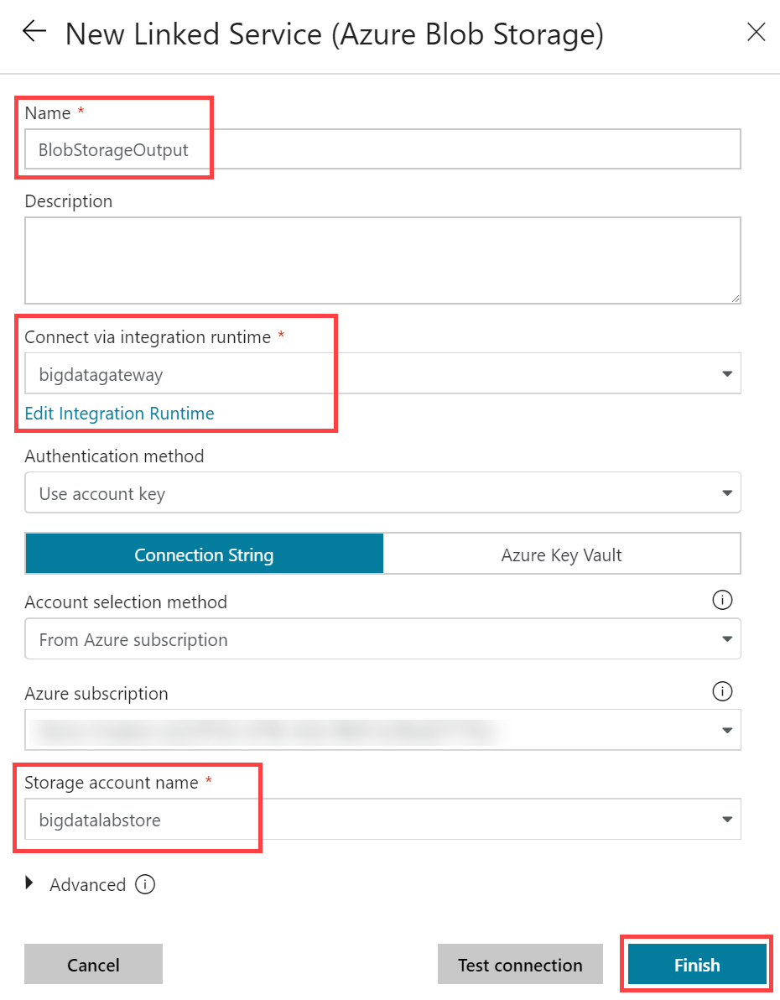 New Linked Service (Azure Blob Storage)
Name *
BlobStorageOutput
Description
Connect via integration runtime *
bigdatagateway
Edit Integration Runtime
Authentication method
Use account key
Connection String
Azure Key Vault
Account selection method
From Azure subscription
Azure subscription
Storage account name *
bigdatalabstore
Advanced
Cancel
Test connection
Finish